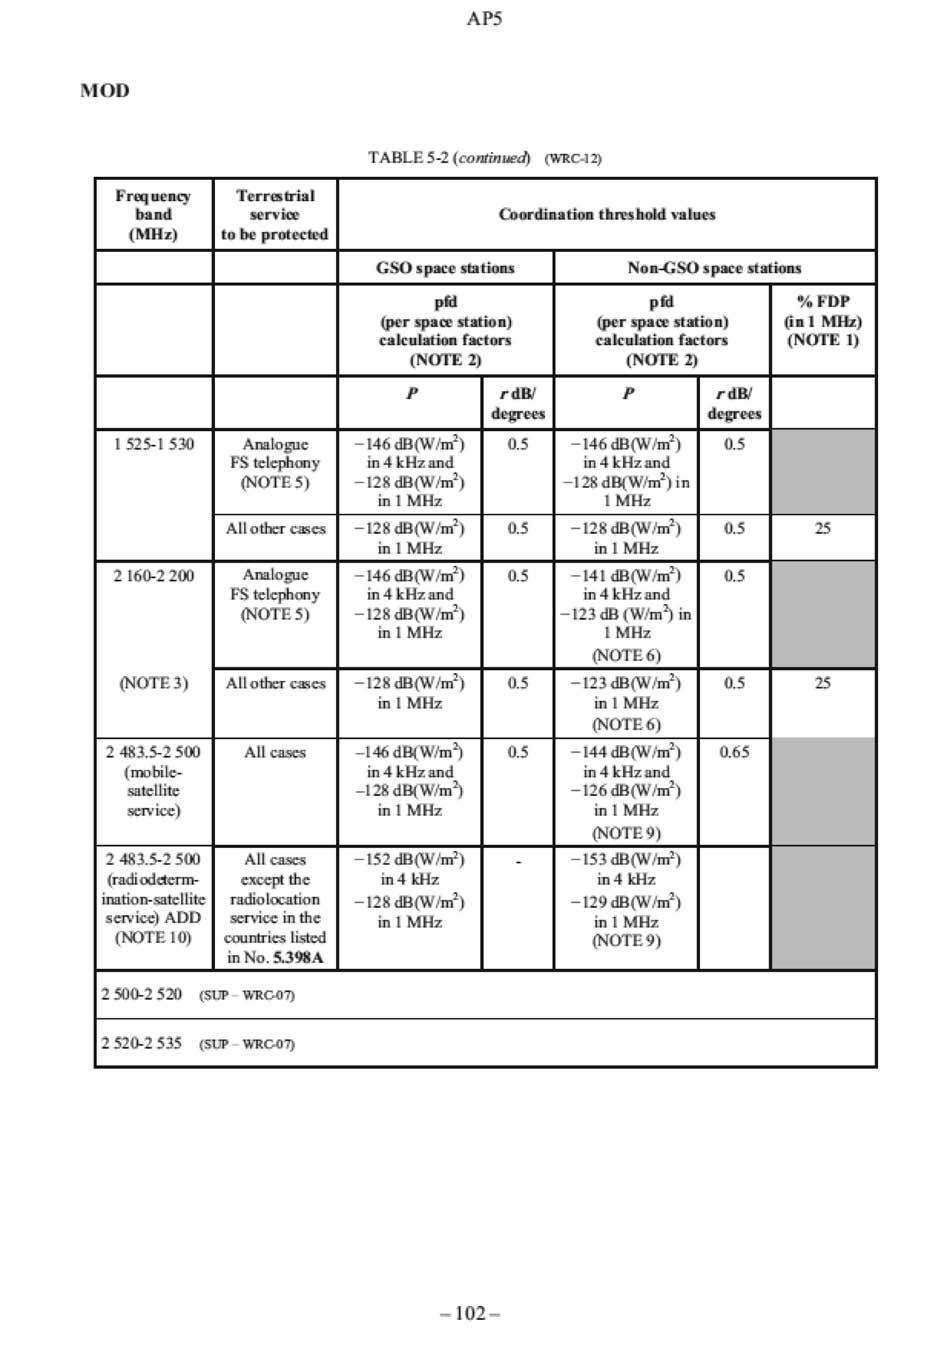 AP5
MOD
TABLE 5-2 (continued) (WRC-12)
Frequency band (MHz)
Terrestrial service to be protected
Coordination threshold values
GSO space stations
Non-GSO space stations
pfd (per space station) calculation factors (NOTE 2)
pfd (per space station) calculation factors (NOTE 2)
% FDP (in 1 MHz) (NOTE 1)
P
r dB/ degrees
P
r dB/ degrees
1 525-1 530
Analogue FS telephony (NOTE 5)
−146 dB(W/m²) in 4 kHz and −128 dB(W/m²) in 1 MHz
0.5
−146 dB(W/m²) in 4 kHz and −128 dB(W/m²) in 1 MHz
0.5
All other cases
−128 dB(W/m²) in 1 MHz
0.5
−128 dB(W/m²) in 1 MHz
0.5
25
2 160-2 200
Analogue FS telephony (NOTE 5)
−146 dB(W/m²) in 4 kHz and −128 dB(W/m²) in 1 MHz
0.5
−141 dB(W/m²) in 4 kHz and −123 dB (W/m²) in 1 MHz (NOTE 6)
0.5
(NOTE 3)
All other cases
−128 dB(W/m²) in 1 MHz
0.5
−123 dB(W/m²) in 1 MHz (NOTE 6)
0.5
25
2 483.5-2 500 (mobile-satellite service)
All cases
–146 dB(W/m²) in 4 kHz and –128 dB(W/m²) in 1 MHz
0.5
−144 dB(W/m²) in 4 kHz and −126 dB(W/m²) in 1 MHz (NOTE 9)
0.65
2 483.5-2 500 (radiodeterm-ination-satellite service) ADD (NOTE 10)
All cases except the radiolocation service in the countries listed in No. 5.398A
−152 dB(W/m²) in 4 kHz −128 dB(W/m²) in 1 MHz
-
−153 dB(W/m²) in 4 kHz −129 dB(W/m²) in 1 MHz (NOTE 9)
2 500-2 520 (SUP – WRC-07)
2 520-2 535 (SUP – WRC-07)
– 102 –